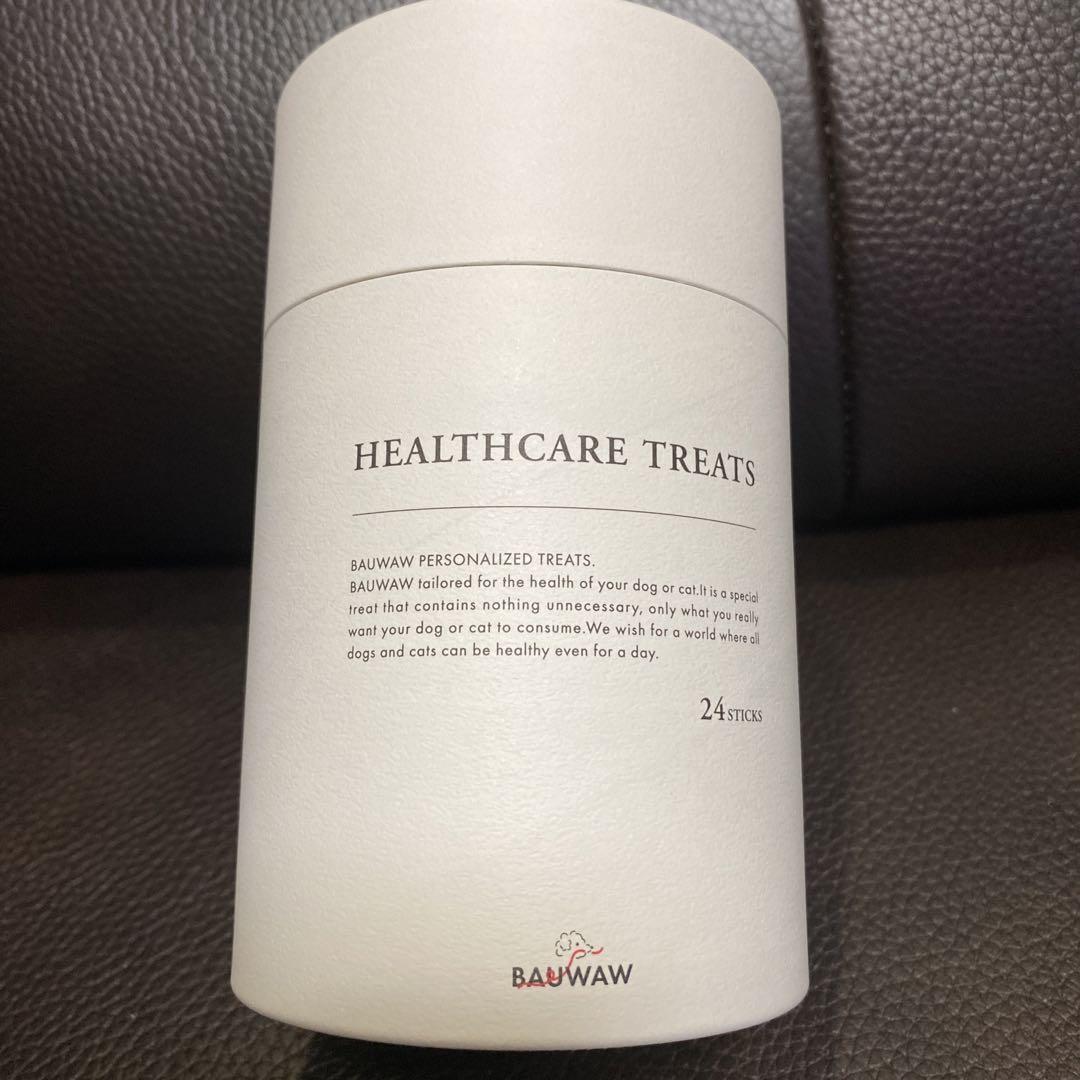 HEALTHCARE TREATS
BAUWAW PERSONALIZED TREATS.
BAUWAW tailored for the health of your dog or cat.It is a special
treat that contains nothing unnecessary, only what you really
want your dog or cat to consume.We wish for a world where all
dogs and cats can be healthy even for a day.
24 STICKS
BAUWAW